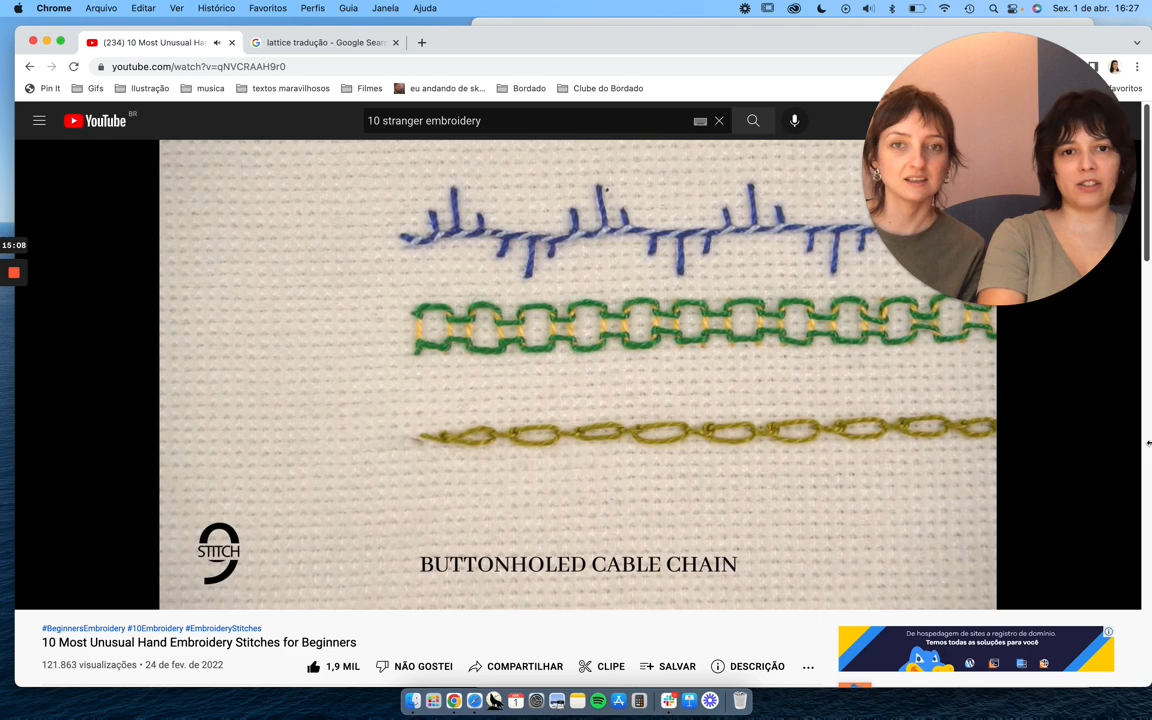 Chrome Arquivo Editar Ver Histórico Favoritos Perfis Guia Janela Ajuda Sex. 1 de abr. 16:27
(234) 10 Most Unusual Ha lattice tradução - Google Sear
youtube.com/watch?v=qNVCRAAH9r0
Pin It Gifs Ilustração musica textos maravilhosos Filmes eu andando de sk... Bordado Clube do Bordado favoritos
YouTube BR 10 stranger embroidery
15:08
9 STITCH
BUTTONHOLED CABLE CHAIN
#BeginnersEmbroidery #10Embroidery #EmbroideryStitches
10 Most Unusual Hand Embroidery Stitches for Beginners
121.863 visualizações • 24 de fev. de 2022 1,9 MIL NÃO GOSTEI COMPARTILHAR CLIPE SALVAR DESCRIÇÃO ...
De hospedagem de sites a registro de domínio.
Temos todas as soluções para você